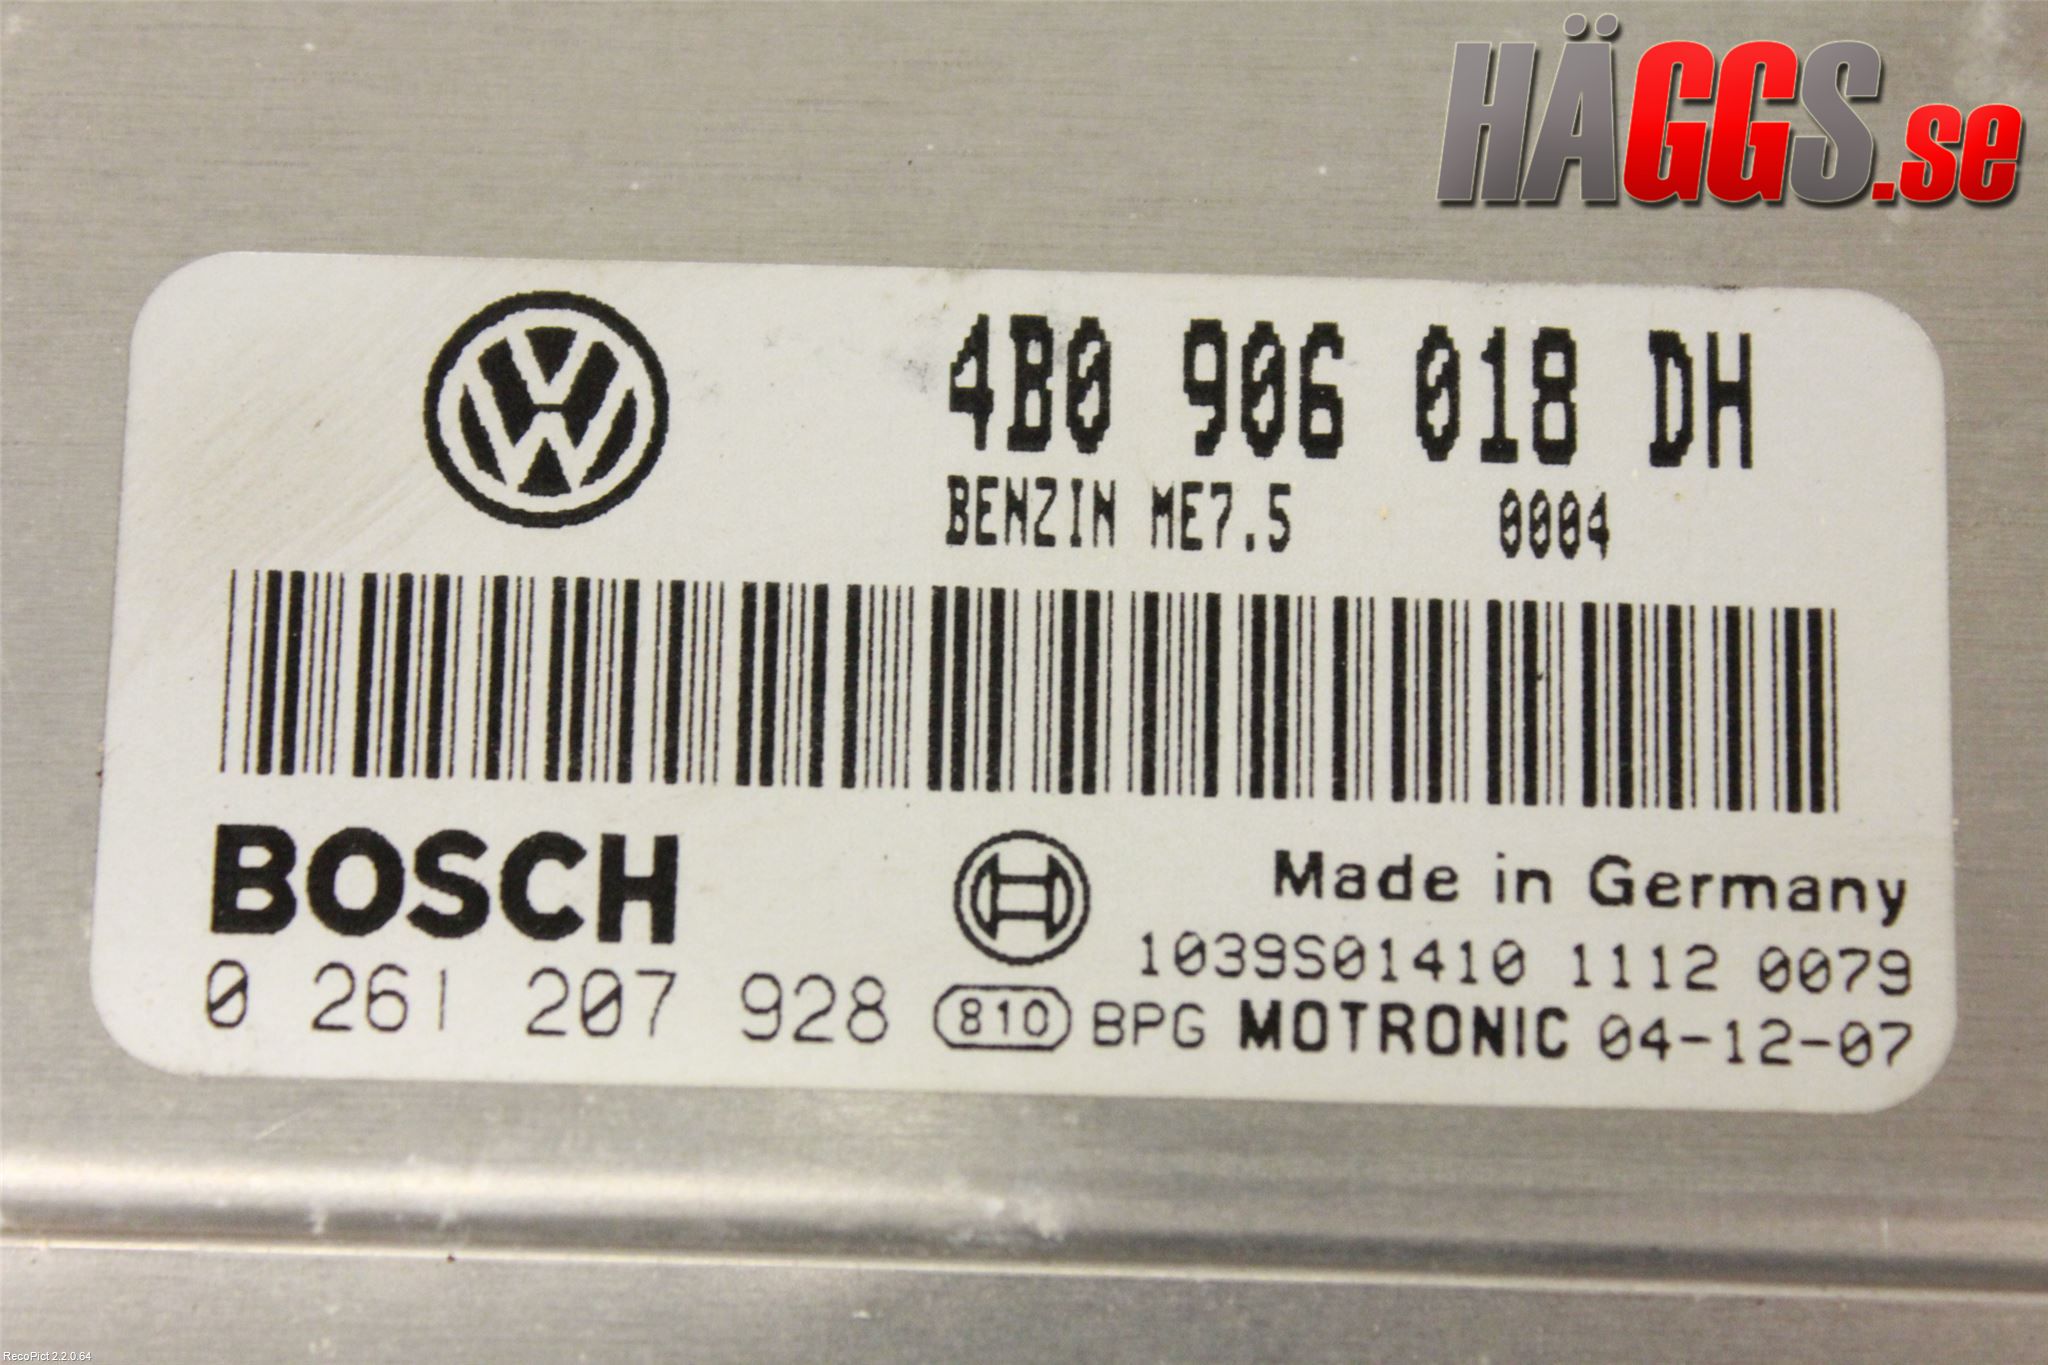 HÄGGS.se
4B0 906 018 DH
BENZIN ME7.5 0004
BOSCH
Made in Germany
1039S01410 1112 0079
0 261 207 928 810 BPG MOTRONIC 04-12-07
RecoPict 2.2.0.64